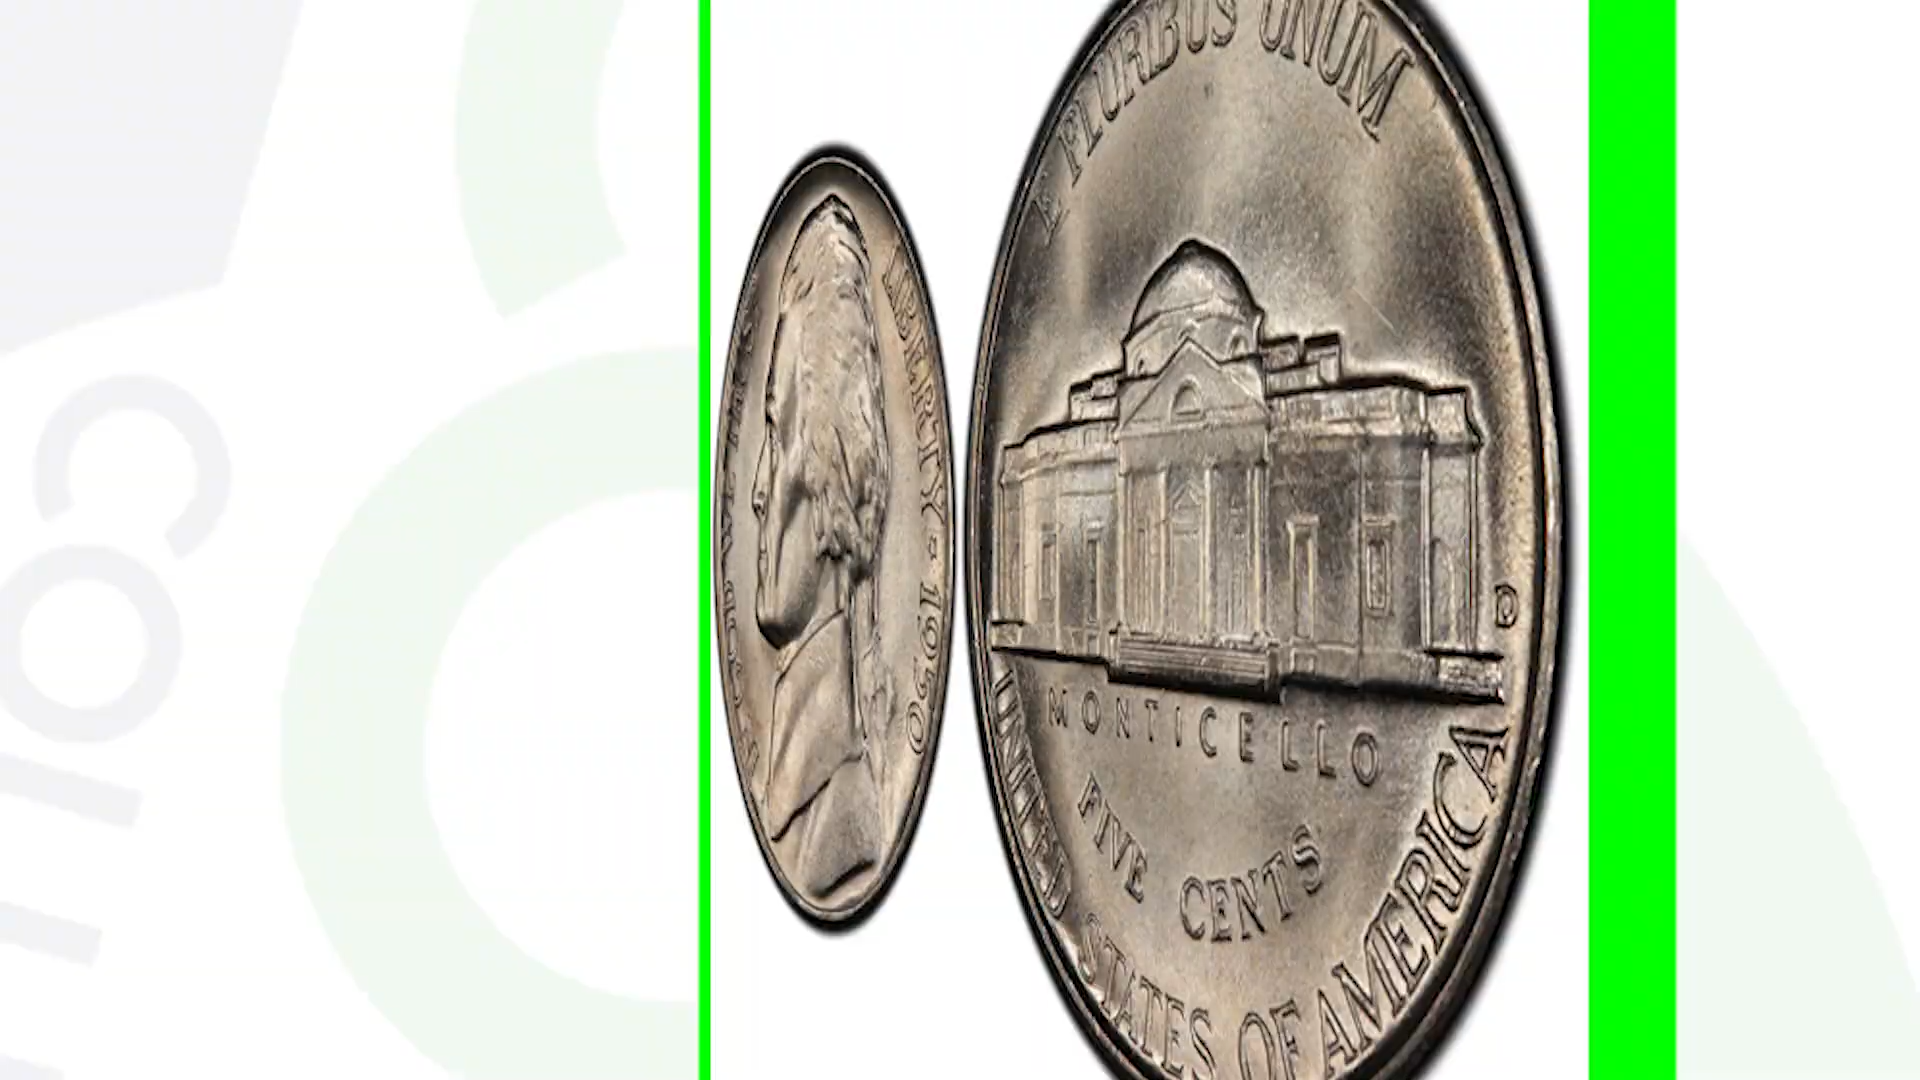 IN GOD WE TRUST
LIBERTY ★ 1950
E PLURIBUS UNUM
D
MONTICELLO
FIVE CENTS
UNITED STATES OF AMERICA